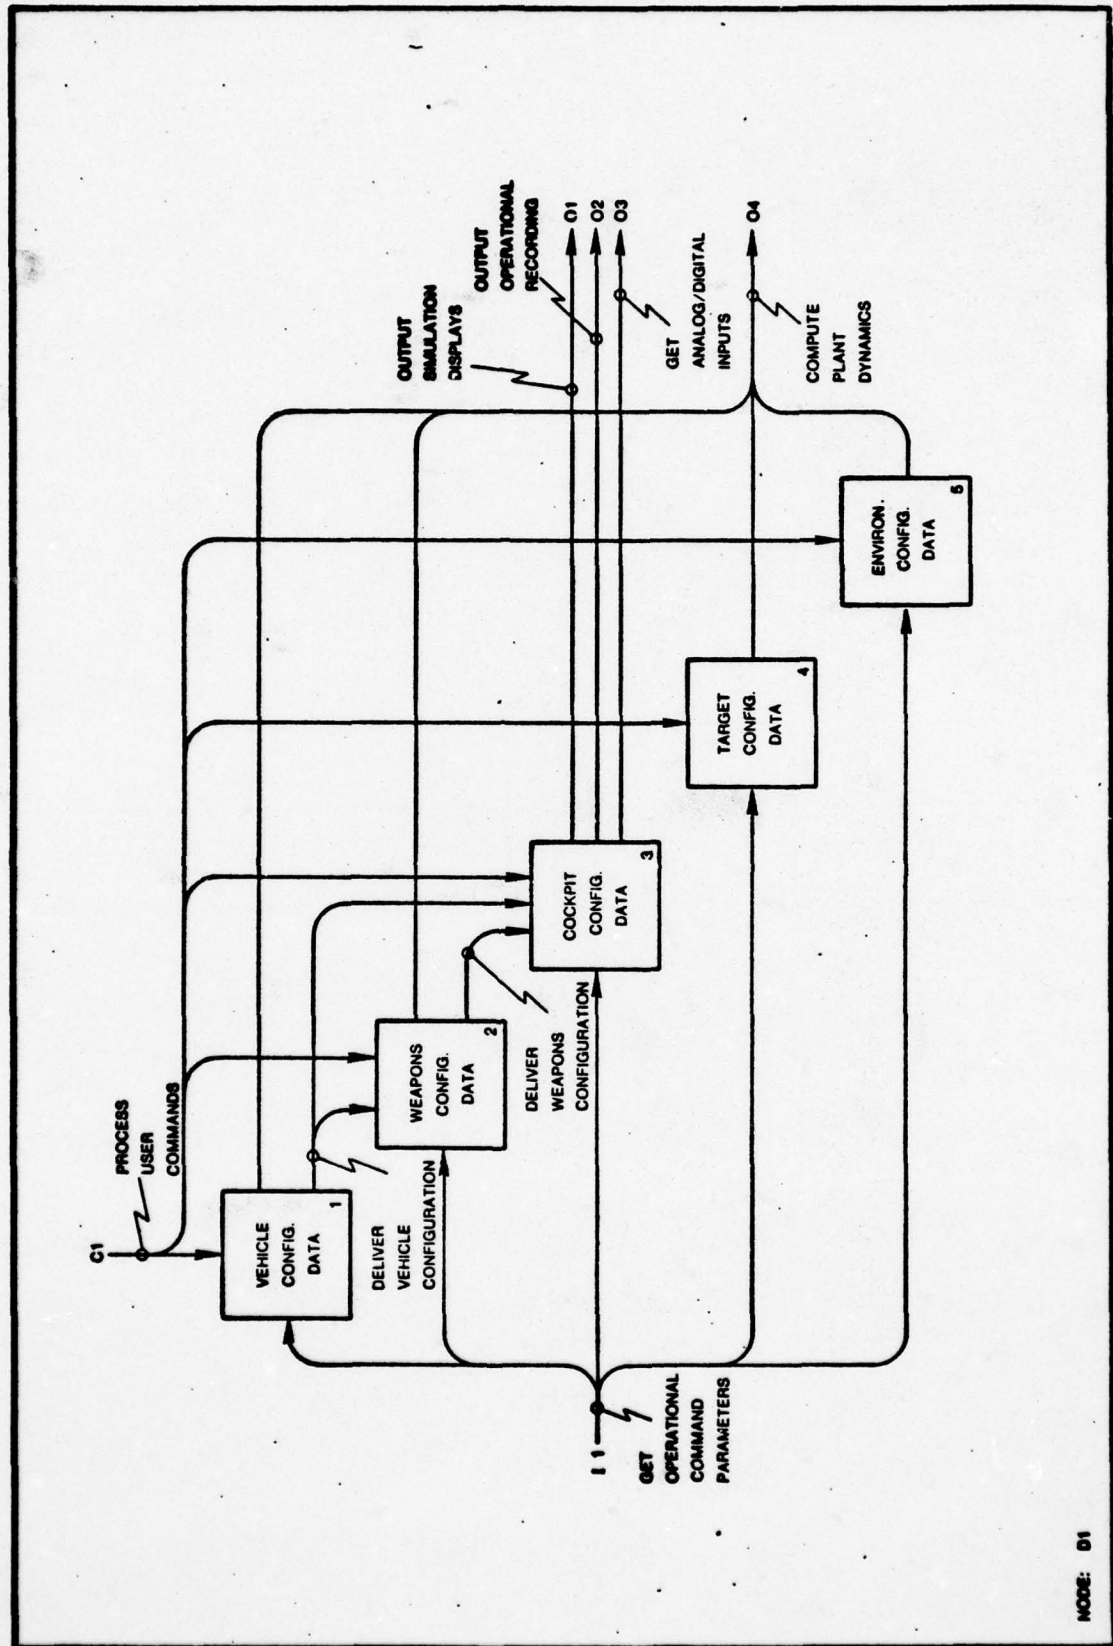 C1
PROCESS
USER
COMMANDS
VEHICLE
CONFIG.
DATA
1
DELIVER
VEHICLE
CONFIGURATION
WEAPONS
CONFIG.
DATA
2
DELIVER
WEAPONS
CONFIGURATION
COCKPIT
CONFIG.
DATA
3
TARGET
CONFIG.
DATA
4
ENVIRON.
CONFIG.
DATA
5
I 1
GET
OPERATIONAL
COMMAND
PARAMETERS
OUTPUT
SIMULATION
DISPLAYS
OUTPUT
OPERATIONAL
RECORDING
O1
O2
O3
GET
ANALOG/DIGITAL
INPUTS
O4
COMPUTE
PLANT
DYNAMICS
NODE: D1